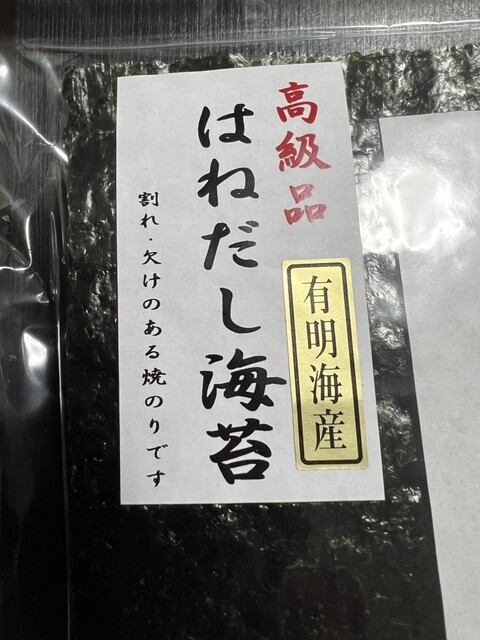 高級品
有明海産
はねだし海苔
割れ・欠けのある焼のりです